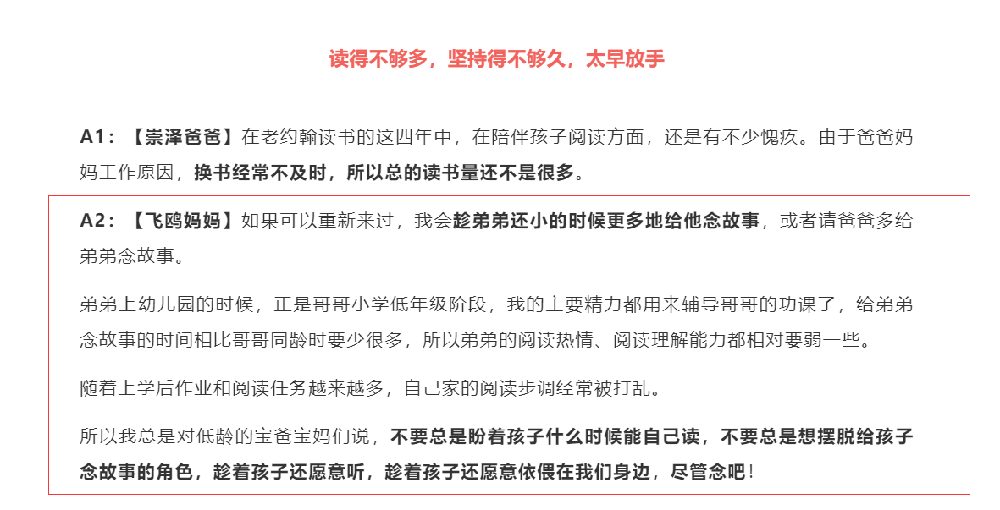 读得不够多，坚持得不够久，太早放手
A1：【崇泽爸爸】在老约翰读书的这四年中，在陪伴孩子阅读方面，还是有不少愧疚。由于爸爸妈
妈工作原因，换书经常不及时，所以总的读书量还不是很多。
A2：【飞鸥妈妈】如果可以重新来过，我会趁弟弟还小的时候更多地给他念故事，或者请爸爸多给
弟弟念故事。
弟弟上幼儿园的时候，正是哥哥小学低年级阶段，我的主要精力都用来辅导哥哥的功课了，给弟弟
念故事的时间相比哥哥同龄时要少很多，所以弟弟的阅读热情、阅读理解能力都相对要弱一些。
随着上学后作业和阅读任务越来越多，自己家的阅读步调经常被打乱。
所以我总是对低龄的宝爸宝妈们说，不要总是盼着孩子什么时候能自己读，不要总是想摆脱给孩子
念故事的角色，趁着孩子还愿意听，趁着孩子还愿意依偎在我们身边，尽管念吧！